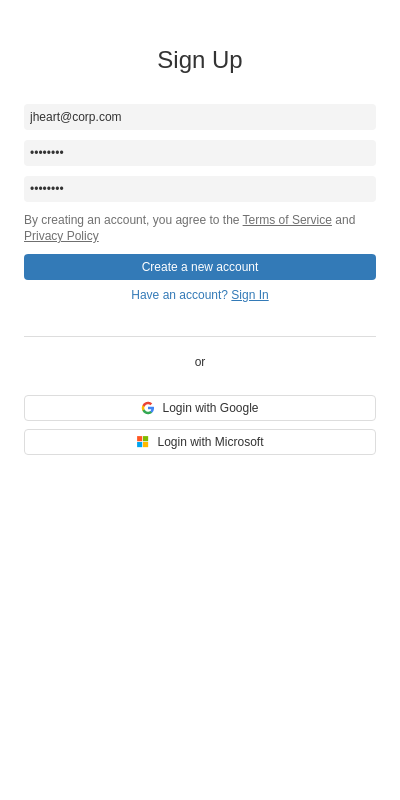 Sign Up
jheart@corp.com
••••••••
••••••••
By creating an account, you agree to the Terms of Service and
Privacy Policy
Create a new account
Have an account? Sign In
or
Login with Google
Login with Microsoft